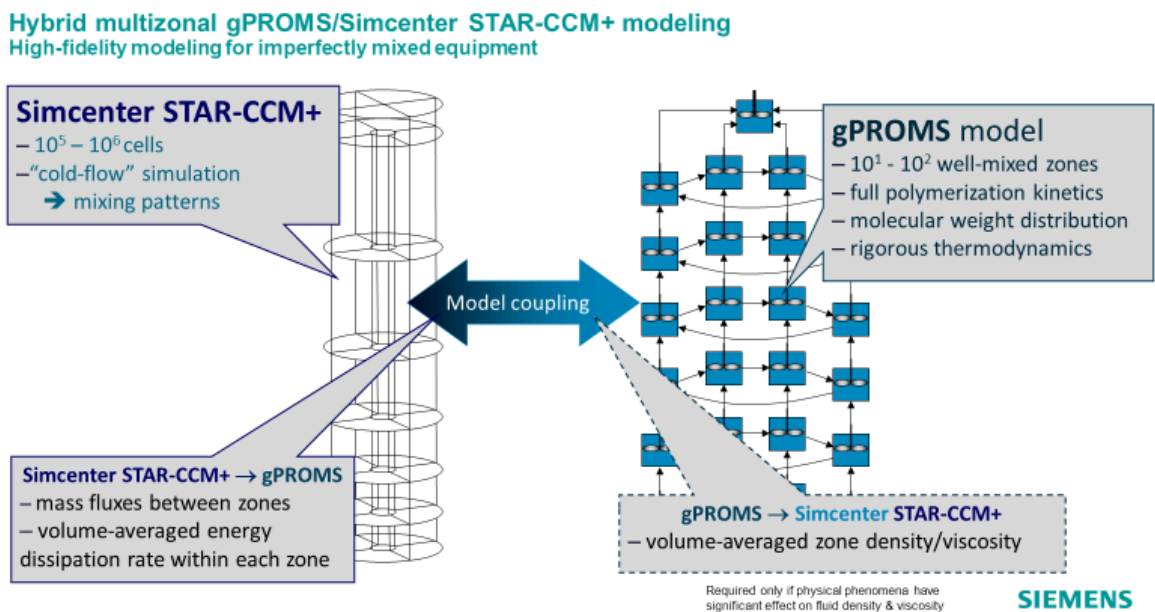 Hybrid multizonal gPROMS/Simcenter STAR-CCM+ modeling
High-fidelity modeling for imperfectly mixed equipment
Simcenter STAR-CCM+
– 10⁵ – 10⁶ cells
–“cold-flow” simulation
➔ mixing patterns
gPROMS model
– 10¹ - 10² well-mixed zones
– full polymerization kinetics
– molecular weight distribution
– rigorous thermodynamics
Model coupling
Simcenter STAR-CCM+ → gPROMS
– mass fluxes between zones
– volume-averaged energy
dissipation rate within each zone
gPROMS → Simcenter STAR-CCM+
– volume-averaged zone density/viscosity
Required only if physical phenomena have
significant effect on fluid density & viscosity
SIEMENS